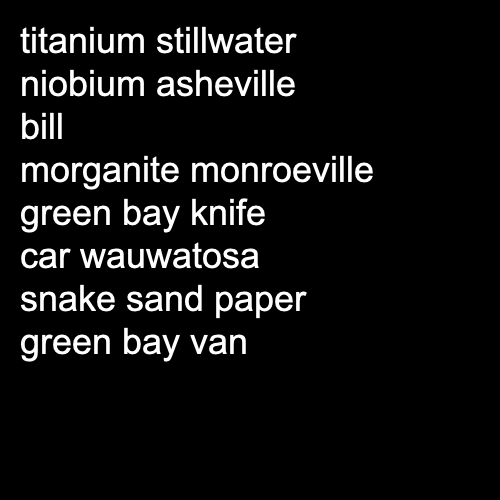 titanium stillwater
niobium asheville
bill
morganite monroeville
green bay knife
car wauwatosa
snake sand paper
green bay van